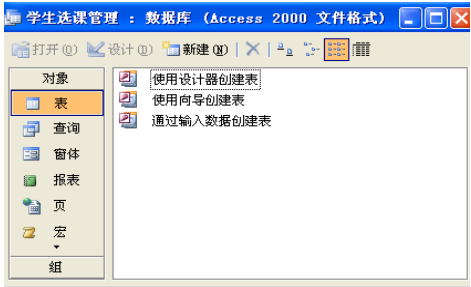 学生选课管理 : 数据库 (Access 2000 文件格式)
打开(O) 设计(D) 新建(N)
对象
表
查询
窗体
报表
页
宏
组
使用设计器创建表
使用向导创建表
通过输入数据创建表